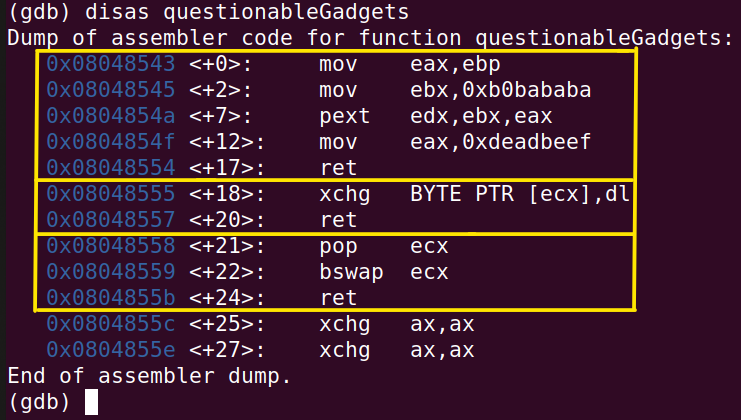 (gdb) disas questionableGadgets
Dump of assembler code for function questionableGadgets:
   0x08048543 <+0>:     mov    eax,ebp
   0x08048545 <+2>:     mov    ebx,0xb0bababa
   0x0804854a <+7>:     pext   edx,ebx,eax
   0x0804854f <+12>:    mov    eax,0xdeadbeef
   0x08048554 <+17>:    ret
   0x08048555 <+18>:    xchg   BYTE PTR [ecx],dl
   0x08048557 <+20>:    ret
   0x08048558 <+21>:    pop    ecx
   0x08048559 <+22>:    bswap  ecx
   0x0804855b <+24>:    ret
   0x0804855c <+25>:    xchg   ax,ax
   0x0804855e <+27>:    xchg   ax,ax
End of assembler dump.
(gdb)